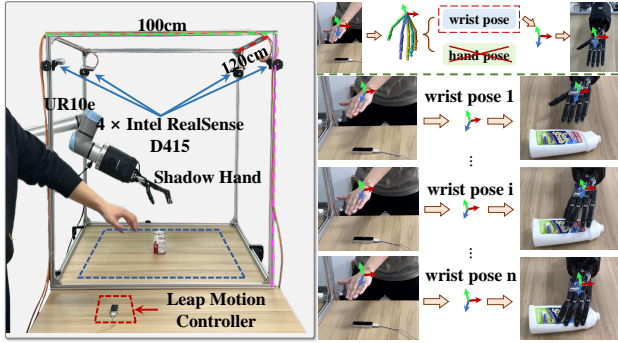 100cm
120cm
UR10e
4 × Intel RealSense
D415
Shadow Hand
Leap Motion
Controller
wrist pose
hand pose
wrist pose 1
...
wrist pose i
...
wrist pose n